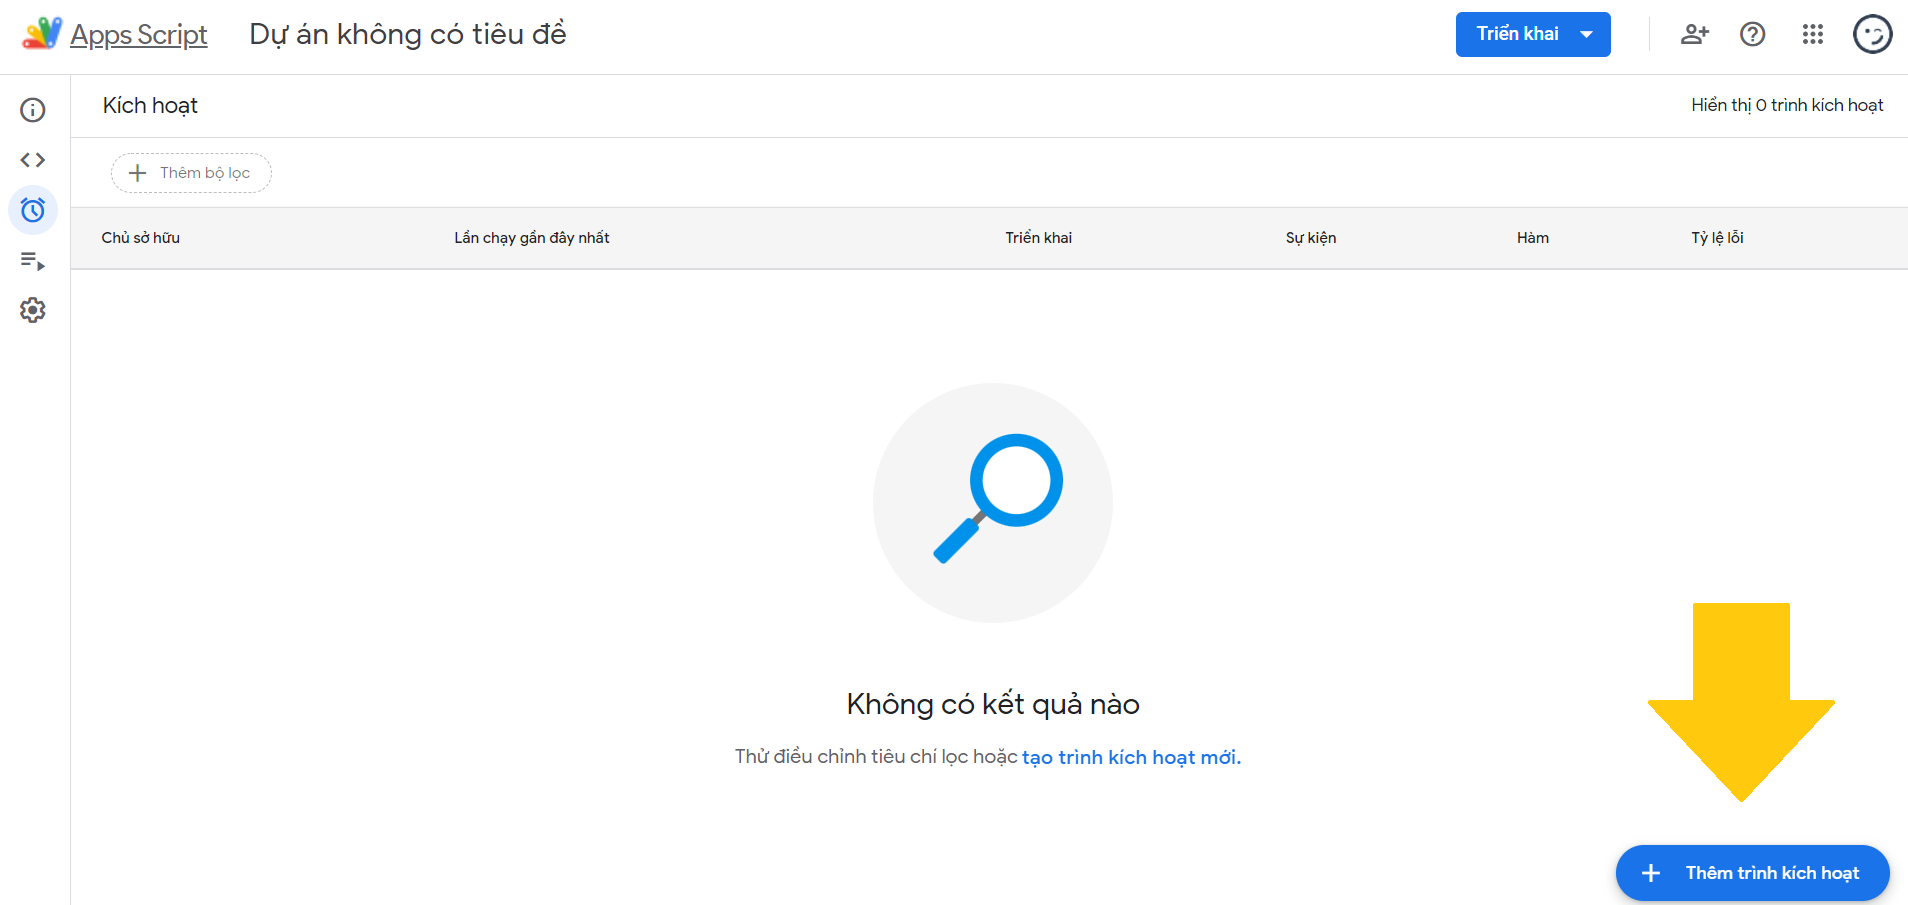 Apps Script
Dự án không có tiêu đề
Triển khai
Kích hoạt
Hiển thị 0 trình kích hoạt
Thêm bộ lọc
Chủ sở hữu
Lần chạy gần đây nhất
Triển khai
Sự kiện
Hàm
Tỷ lệ lỗi
Không có kết quả nào
Thử điều chỉnh tiêu chí lọc hoặc tạo trình kích hoạt mới.
Thêm trình kích hoạt